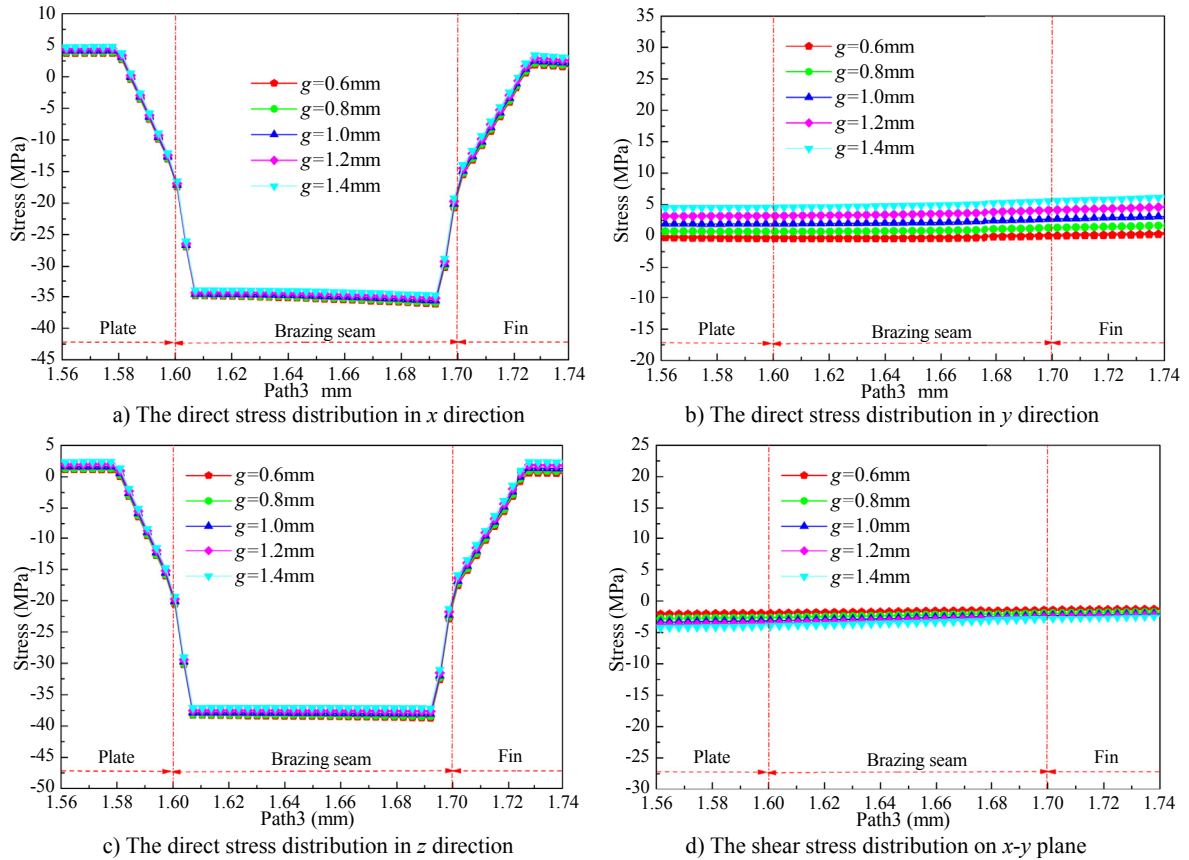 10
5
0
-5
-10
-15
-20
-25
-30
-35
-40
-45
Stress (MPa)
g=0.6mm
g=0.8mm
g=1.0mm
g=1.2mm
g=1.4mm
Plate
Brazing seam
Fin
1.56 1.58 1.60 1.62 1.64 1.66 1.68 1.70 1.72 1.74
Path3 mm
a) The direct stress distribution in x direction
35
30
25
20
15
10
5
0
-5
-10
-15
-20
Stress (MPa)
g=0.6mm
g=0.8mm
g=1.0mm
g=1.2mm
g=1.4mm
Plate
Brazing seam
Fin
1.56 1.58 1.60 1.62 1.64 1.66 1.68 1.70 1.72 1.74
Path3 mm
b) The direct stress distribution in y direction
5
0
-5
-10
-15
-20
-25
-30
-35
-40
-45
-50
Stress (MPa)
g=0.6mm
g=0.8mm
g=1.0mm
g=1.2mm
g=1.4mm
Plate
Brazing seam
Fin
1.56 1.58 1.60 1.62 1.64 1.66 1.68 1.70 1.72 1.74
Path3 (mm)
c) The direct stress distribution in z direction
25
20
15
10
5
0
-5
-10
-15
-20
-25
-30
Stress (MPa)
g=0.6mm
g=0.8mm
g=1.0mm
g=1.2mm
g=1.4mm
Plate
Brazing seam
Fin
1.56 1.58 1.60 1.62 1.64 1.66 1.68 1.70 1.72 1.74
Path3 (mm)
d) The shear stress distribution on x-y plane